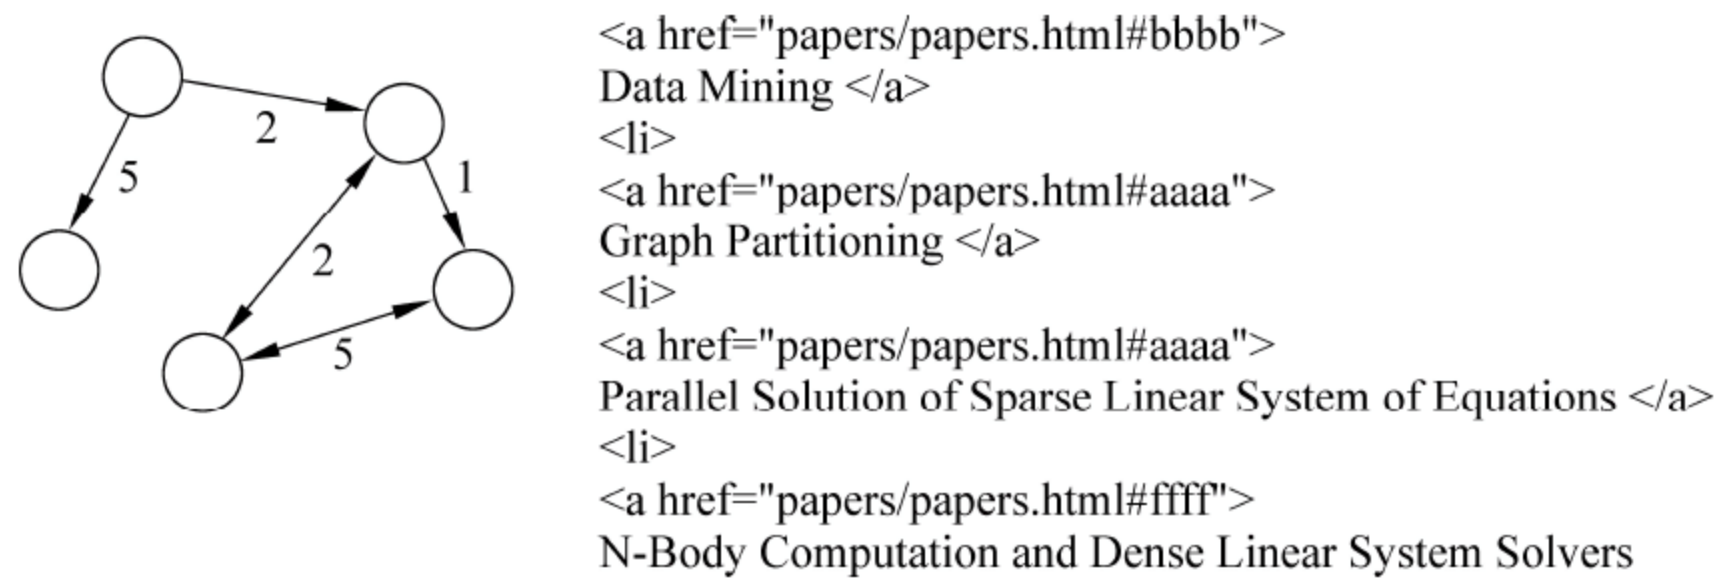 2
5
1
2
5
<a href="papers/papers.html#bbbb">
Data Mining </a>
<li>
<a href="papers/papers.html#aaaa">
Graph Partitioning </a>
<li>
<a href="papers/papers.html#aaaa">
Parallel Solution of Sparse Linear System of Equations </a>
<li>
<a href="papers/papers.html#ffff">
N-Body Computation and Dense Linear System Solvers